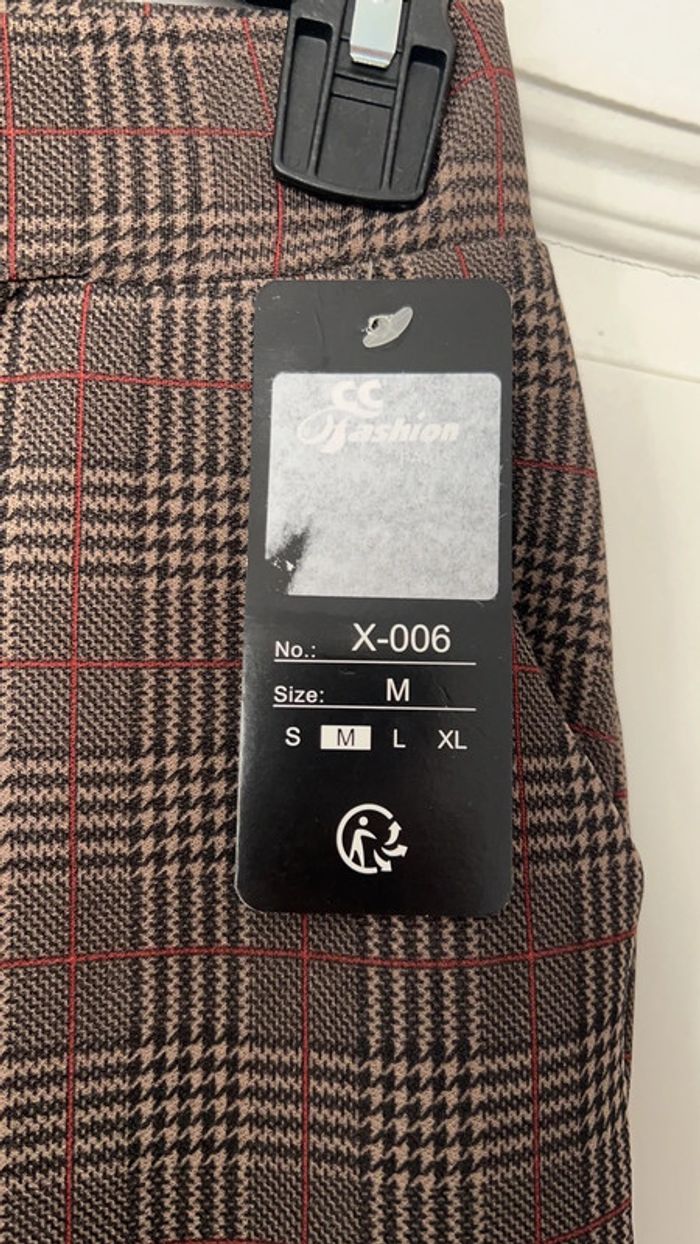 CC
Fashion
No.: X-006
Size: M
S M L XL